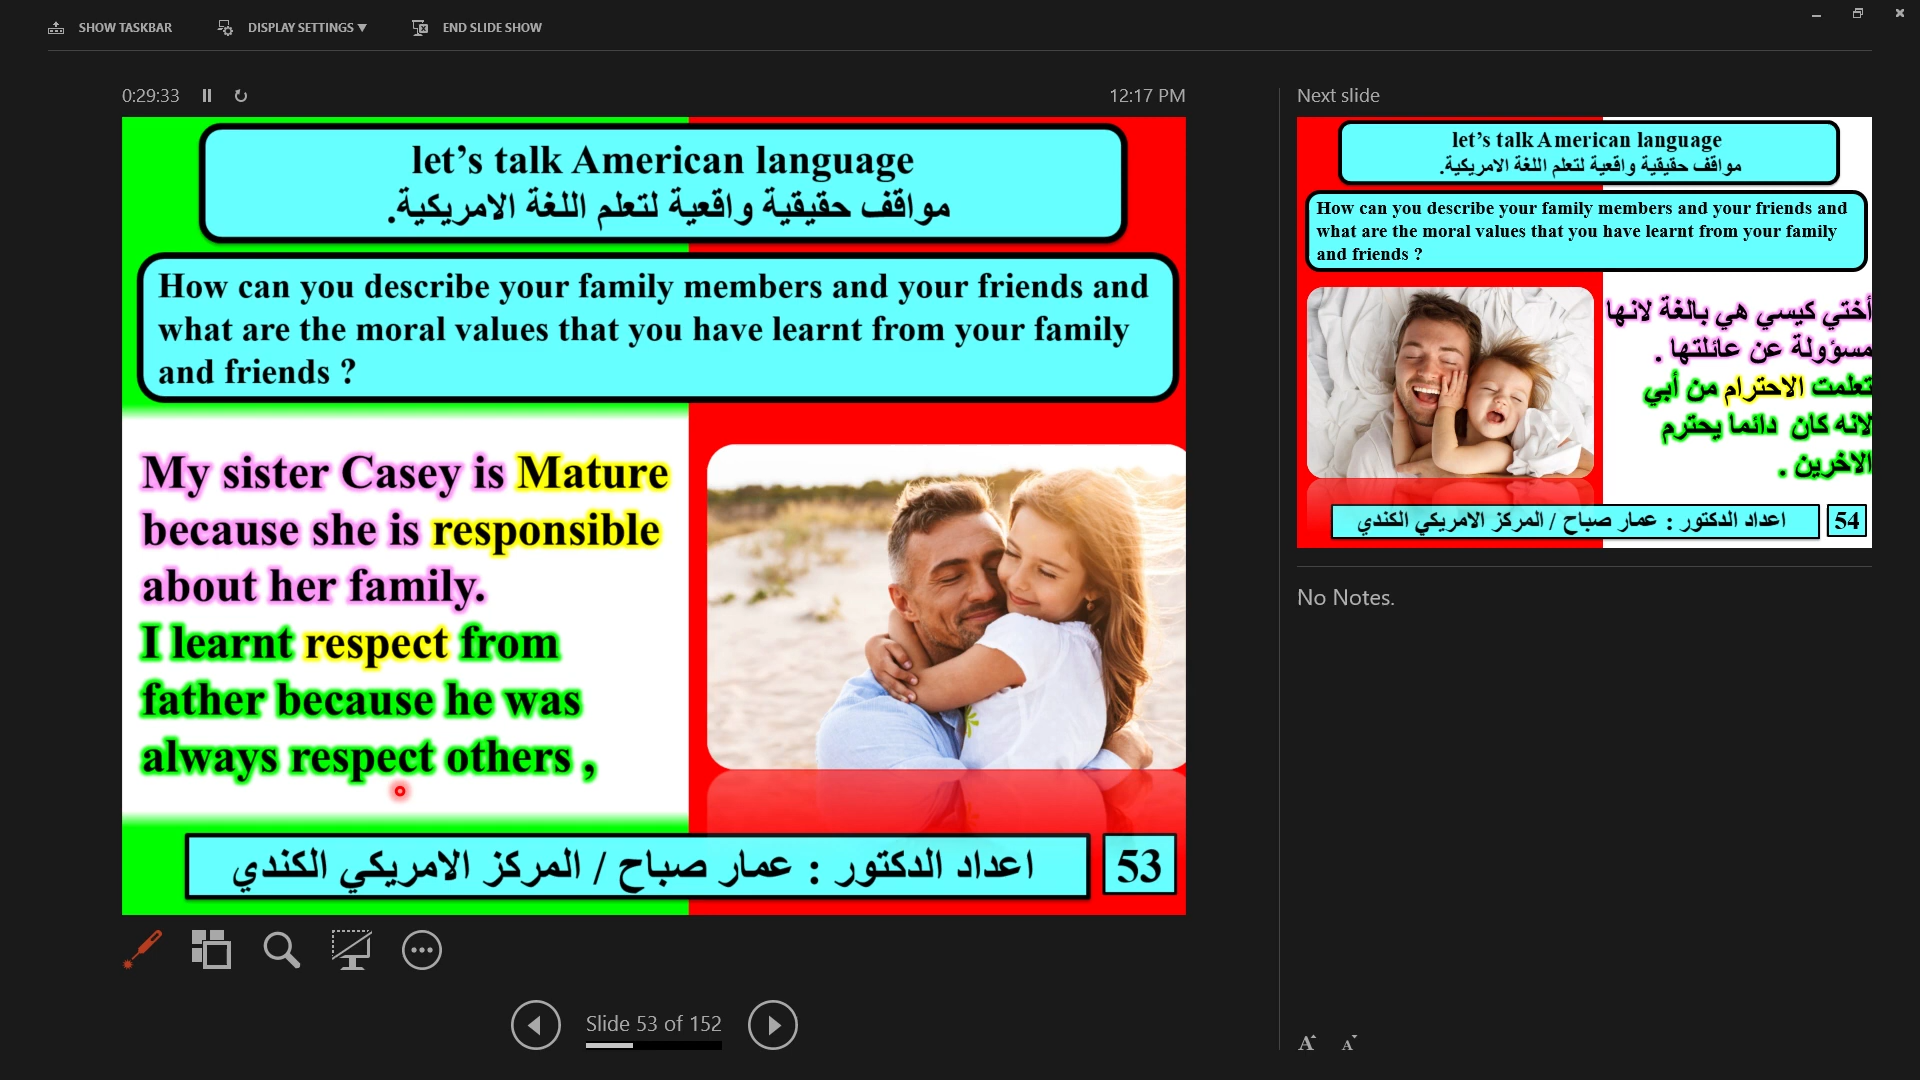 SHOW TASKBAR
DISPLAY SETTINGS
END SLIDE SHOW
0:29:33
12:17 PM
let's talk American language
مواقف حقيقية واقعية لتعلم اللغة الامريكية.
How can you describe your family members and your friends and
what are the moral values that you have learnt from your family
and friends ?
My sister Casey is Mature
because she is responsible
about her family.
I learnt respect from
father because he was
always respect others ,
اعداد الدكتور : عمار صباح / المركز الامريكي الكندي
53
Slide 53 of 152
Next slide
let's talk American language
مواقف حقيقية واقعية لتعلم اللغة الامريكية.
How can you describe your family members and your friends and
what are the moral values that you have learnt from your family
and friends ?
أختي كيسي هي بالغة لانها
مسؤولة عن عائلتها .
تعلمت الاحترام من أبي
لانه كان دائما يحترم
الاخرين .
اعداد الدكتور : عمار صباح / المركز الامريكي الكندي
54
No Notes.
A A